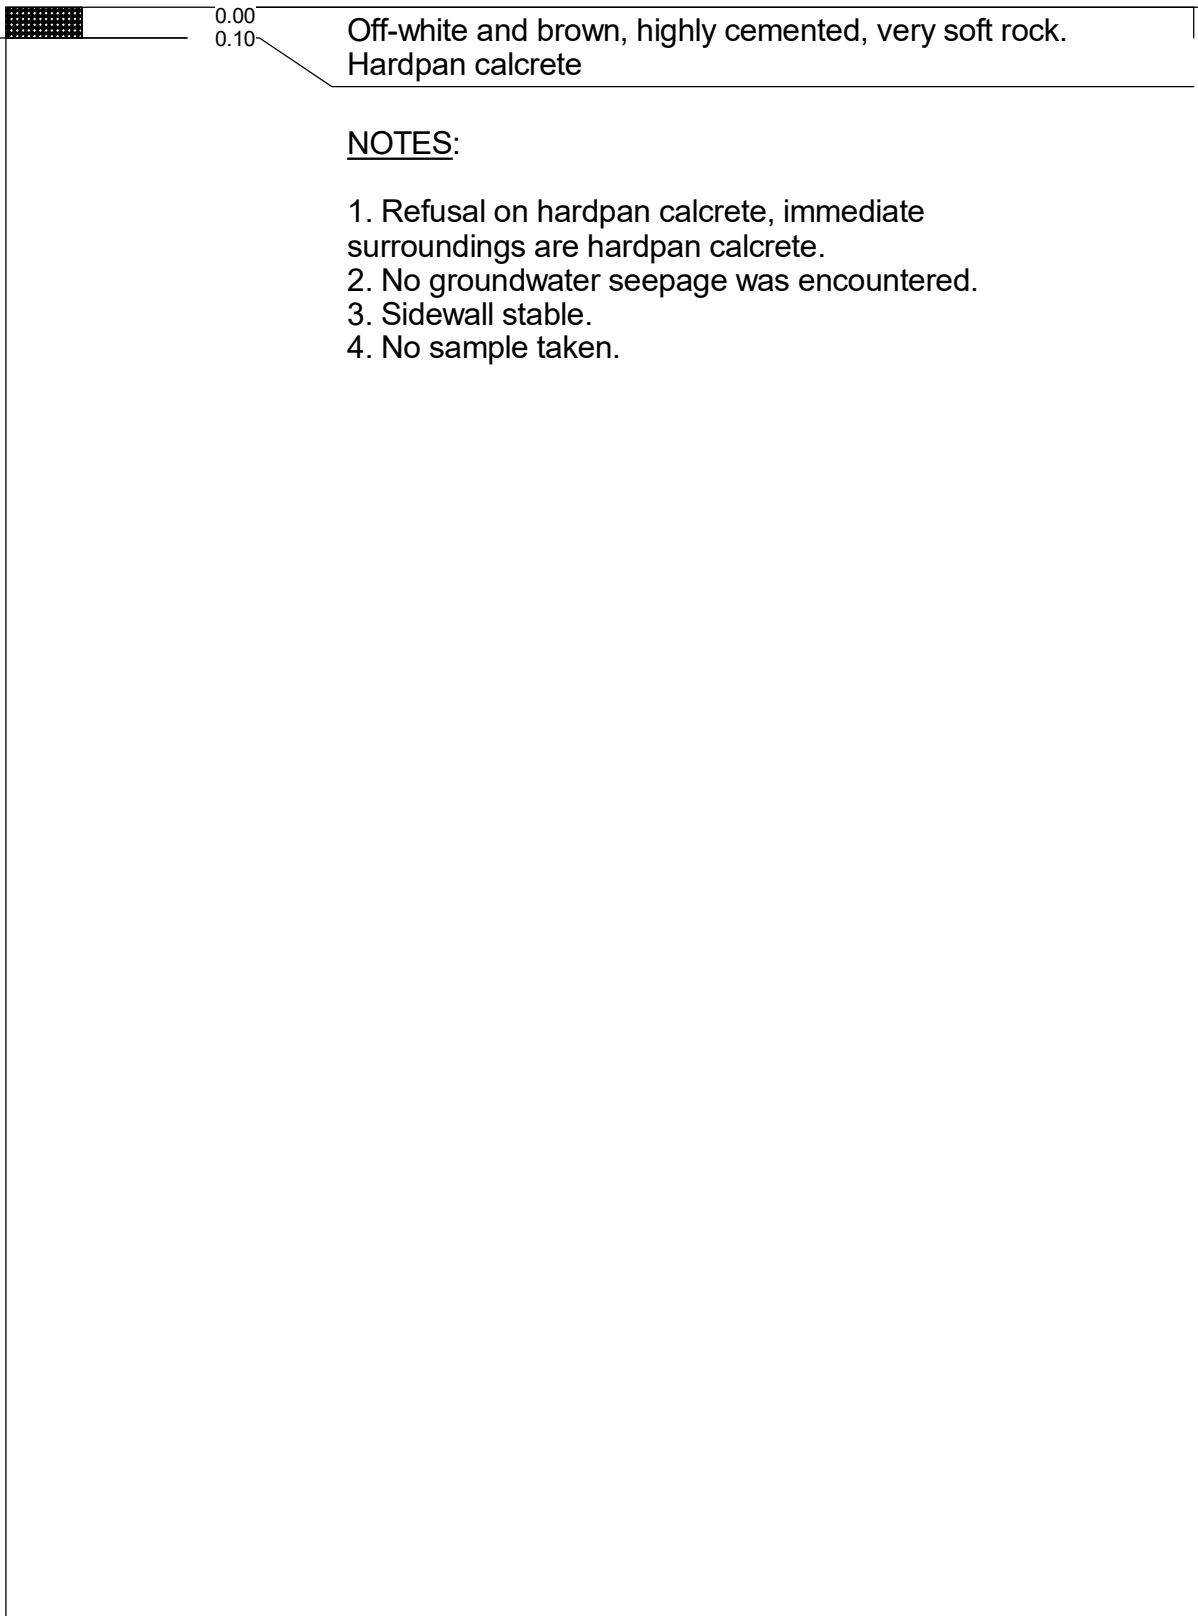 0.00
0.10
Off-white and brown, highly cemented, very soft rock.
Hardpan calcrete
NOTES:
1. Refusal on hardpan calcrete, immediate
surroundings are hardpan calcrete.
2. No groundwater seepage was encountered.
3. Sidewall stable.
4. No sample taken.